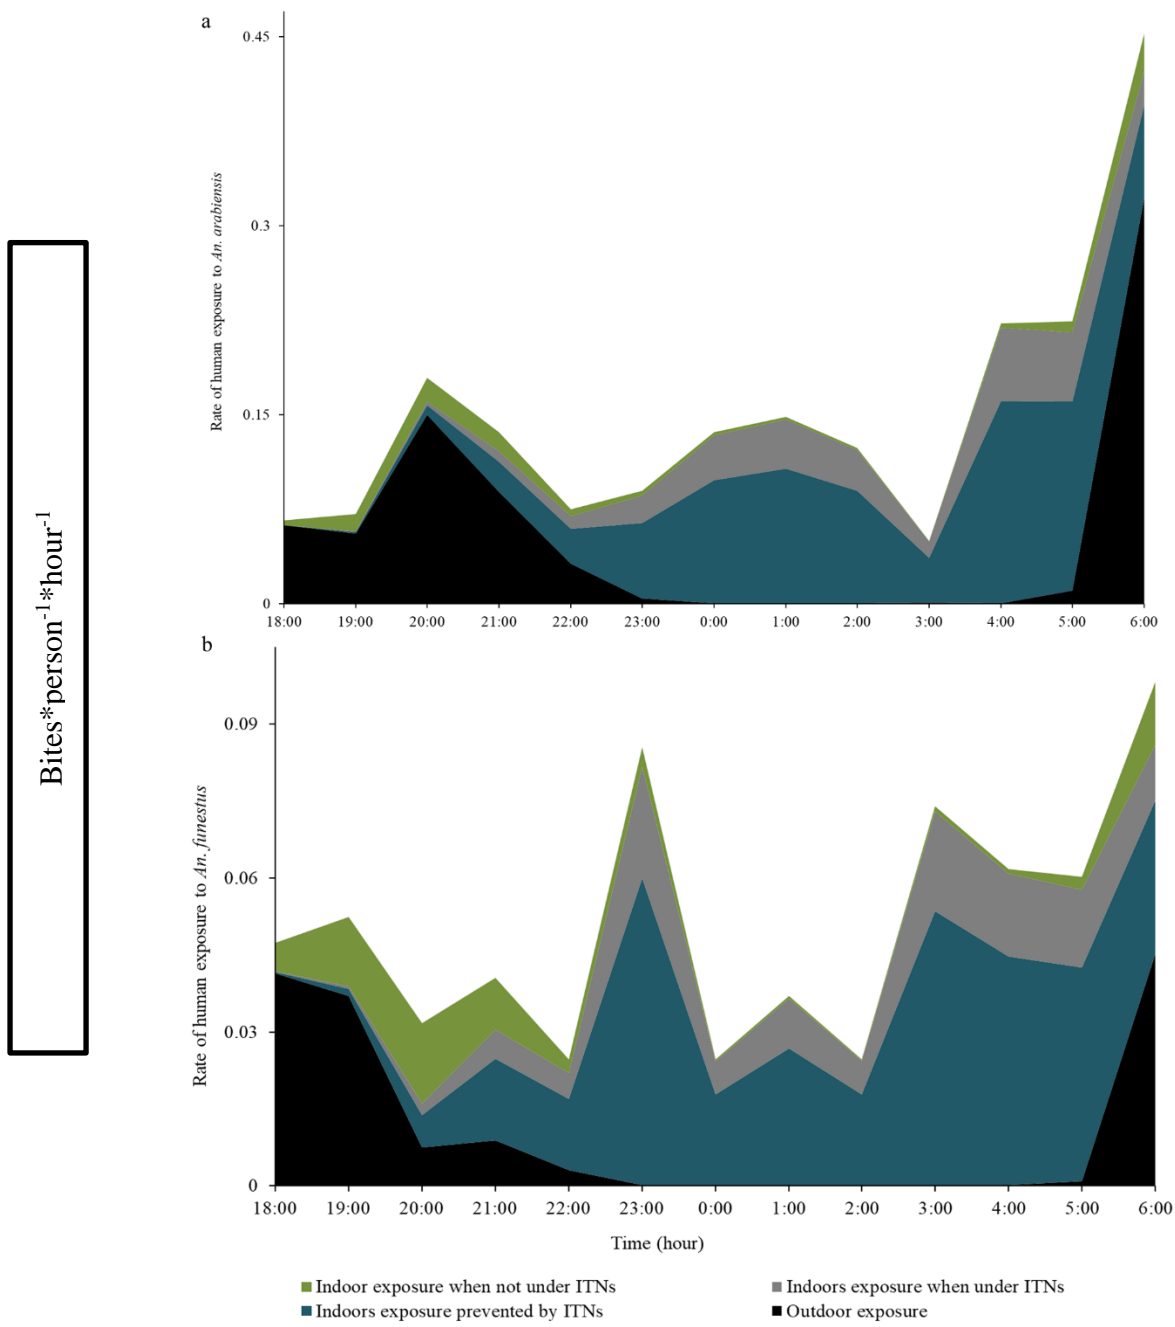 a
Rate of human exposure to An. arabiensis
0.45
0.3
0.15
0
18:00 19:00 20:00 21:00 22:00 23:00 0:00 1:00 2:00 3:00 4:00 5:00 6:00
Bites*person⁻¹*hour⁻¹
b
Rate of human exposure to An. funestus
0.09
0.06
0.03
0
18:00 19:00 20:00 21:00 22:00 23:00 0:00 1:00 2:00 3:00 4:00 5:00 6:00
Time (hour)
Indoor exposure when not under ITNs
Indoors exposure when under ITNs
Indoors exposure prevented by ITNs
Outdoor exposure